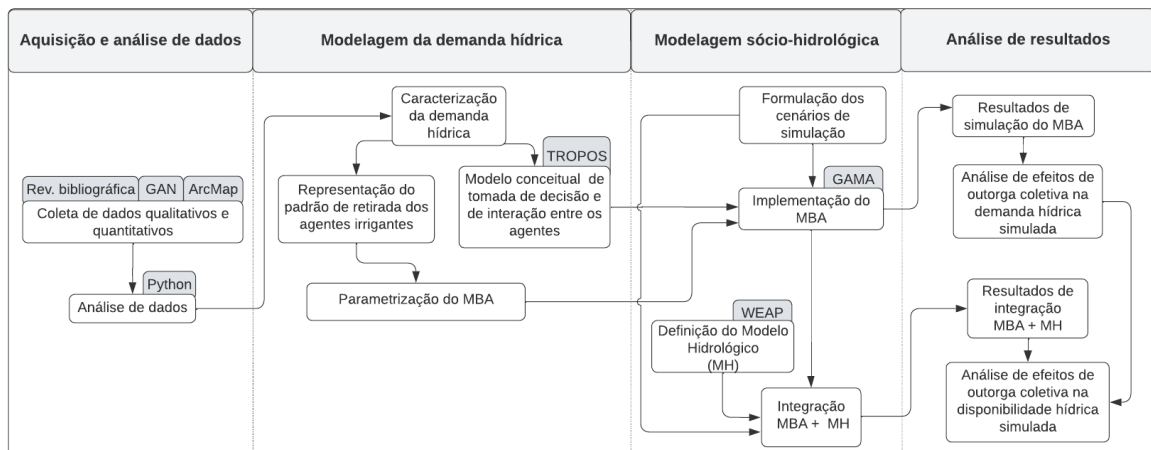 Aquisição e análise de dados
Modelagem da demanda hídrica
Modelagem sócio-hidrológica
Análise de resultados
Rev. bibliográfica
GAN
ArcMap
Coleta de dados qualitativos e
quantitativos
Python
Análise de dados
Caracterização
da demanda
hídrica
Representação do
padrão de retirada dos
agentes irrigantes
TROPOS
Modelo conceitual de
tomada de decisão e
de interação entre os
agentes
Parametrização do MBA
Formulação dos
cenários de
simulação
GAMA
Implementação do
MBA
WEAP
Definição do Modelo
Hidrológico
(MH)
Integração
MBA + MH
Resultados de
simulação do MBA
Análise de efeitos de
outorga coletiva na
demanda hídrica
simulada
Resultados de
integração
MBA + MH
Análise de efeitos de
outorga coletiva na
disponibilidade hídrica
simulada